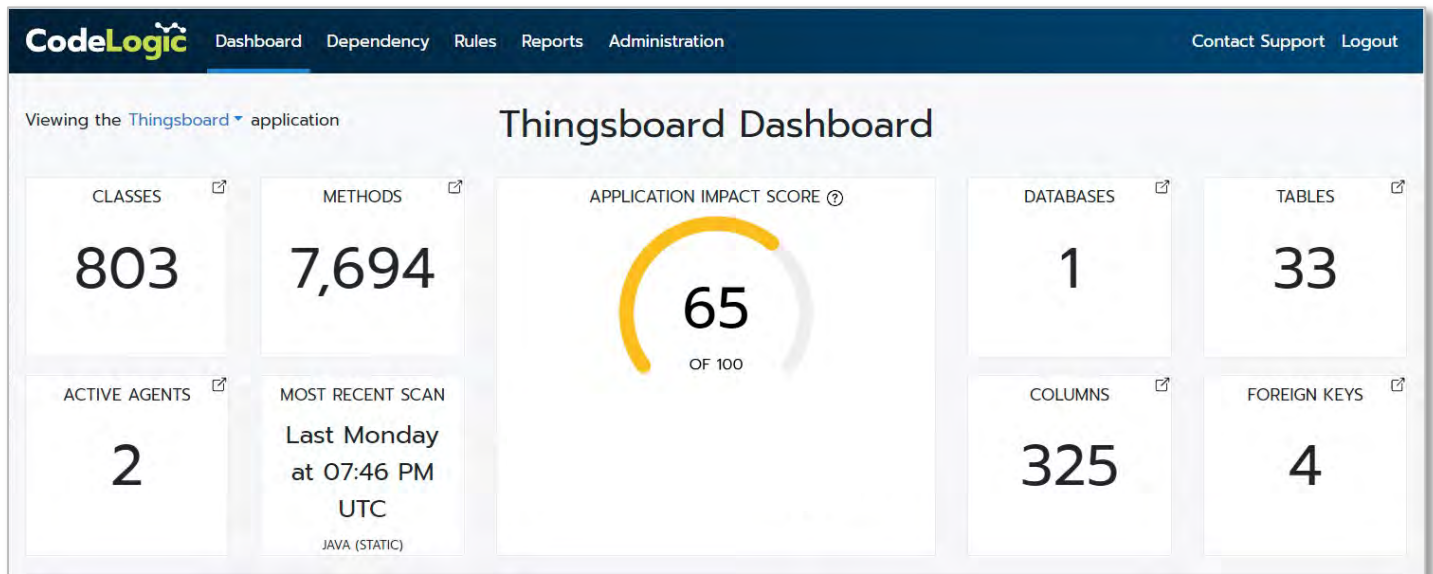 CodeLogic Dashboard Dependency Rules Reports Administration Contact Support Logout
Viewing the Thingsboard application
Thingsboard Dashboard
CLASSES
803
METHODS
7,694
APPLICATION IMPACT SCORE ?
65
OF 100
DATABASES
1
TABLES
33
ACTIVE AGENTS
2
MOST RECENT SCAN
Last Monday
at 07:46 PM
UTC
JAVA (STATIC)
COLUMNS
325
FOREIGN KEYS
4